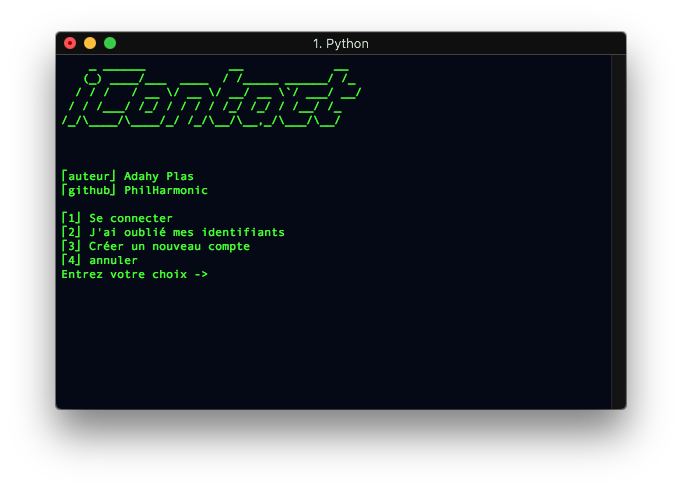 1. Python
iContact
⌈auteur⌋ Adahy Plas
⌈github⌋ PhilHarmonic
⌈1⌋ Se connecter
⌈2⌋ J'ai oublié mes identifiants
⌈3⌋ Créer un nouveau compte
⌈4⌋ annuler
Entrez votre choix ->